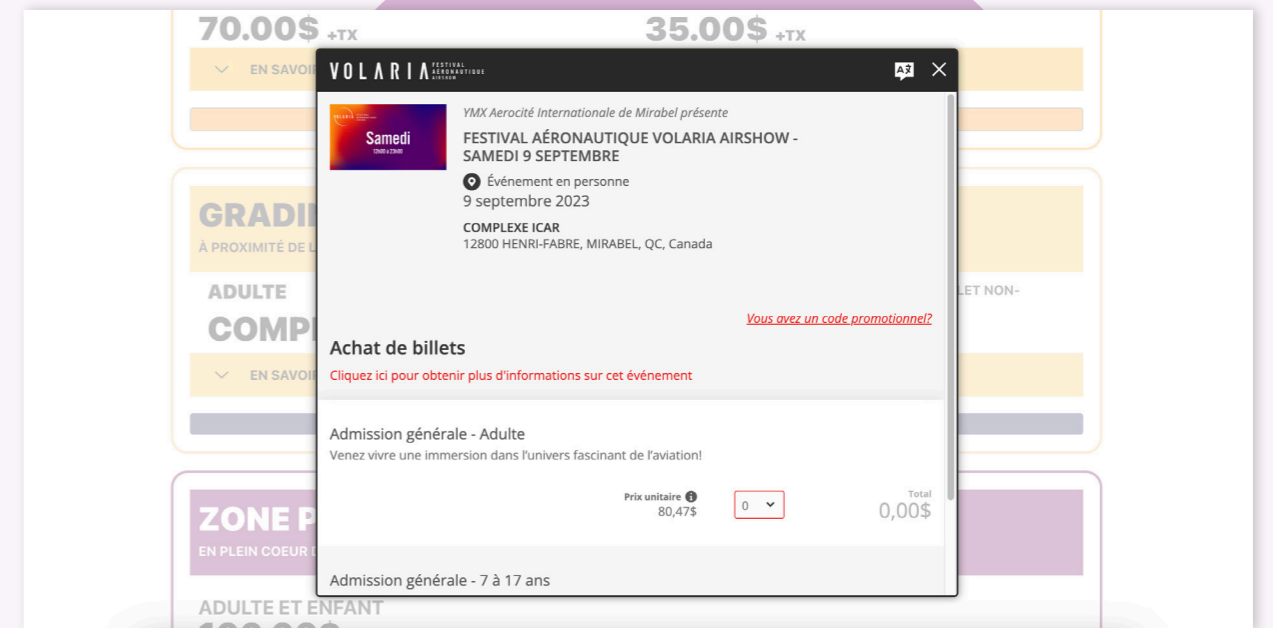 70.00$ +TX
35.00$ +TX
EN SAVOI
VOLARIA FESTIVAL AÉRONAUTIQUE AIRSHOW
Samedi
YMX Aerocité Internationale de Mirabel présente
FESTIVAL AÉRONAUTIQUE VOLARIA AIRSHOW -
SAMEDI 9 SEPTEMBRE
Événement en personne
9 septembre 2023
COMPLEXE ICAR
12800 HENRI-FABRE, MIRABEL, QC, Canada
GRADI
À PROXIMITÉ DE L
ADULTE
LET NON-
COMP
EN SAVOI
Vous avez un code promotionnel?
Achat de billets
Cliquez ici pour obtenir plus d'informations sur cet événement
Admission générale - Adulte
Venez vivre une immersion dans l'univers fascinant de l'aviation!
Prix unitaire
80,47$
0
Total
0,00$
ZONE P
EN PLEIN COEUR D
Admission générale - 7 à 17 ans
ADULTE ET ENFANT